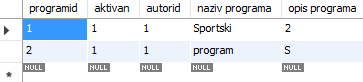 programid aktivan autorid naziv programa opis programa
1 1 1 Sportski 2
2 1 1 program S
NULL NULL NULL NULL NULL